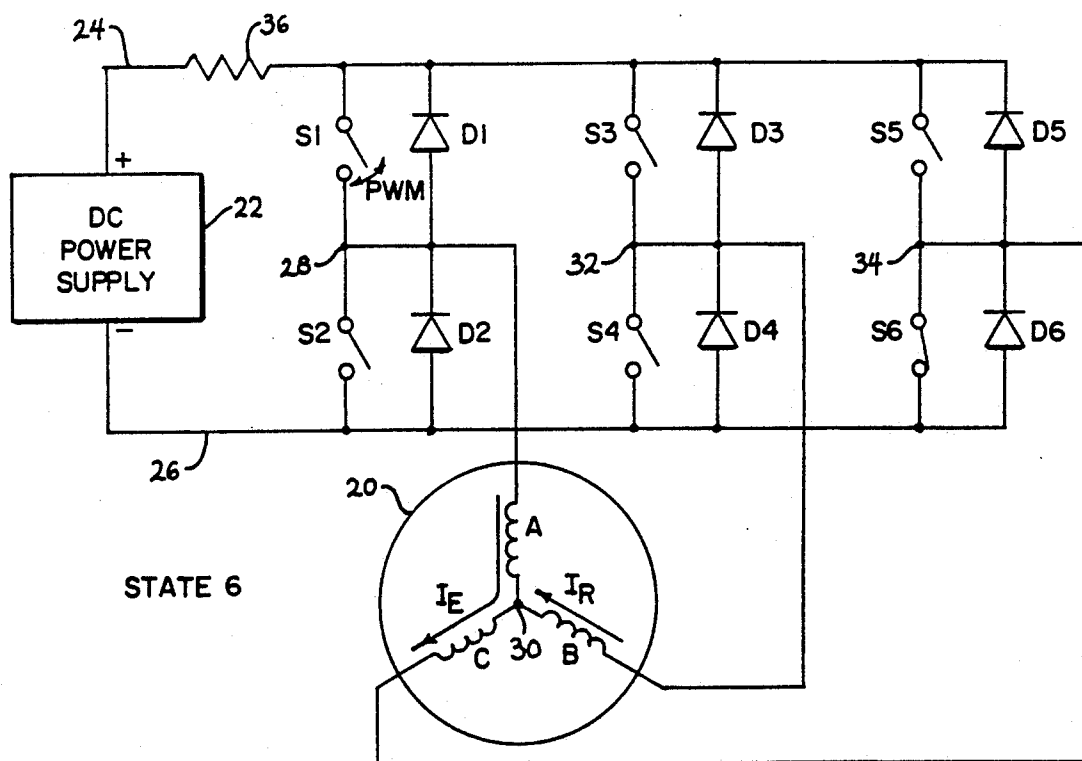 24
36
S1
D1
S3
D3
S5
D5
+
PWM
DC
POWER
SUPPLY
22
28
32
34
−
S2
D2
S4
D4
S6
D6
26
20
A
STATE 6
IE
IR
C
30
B